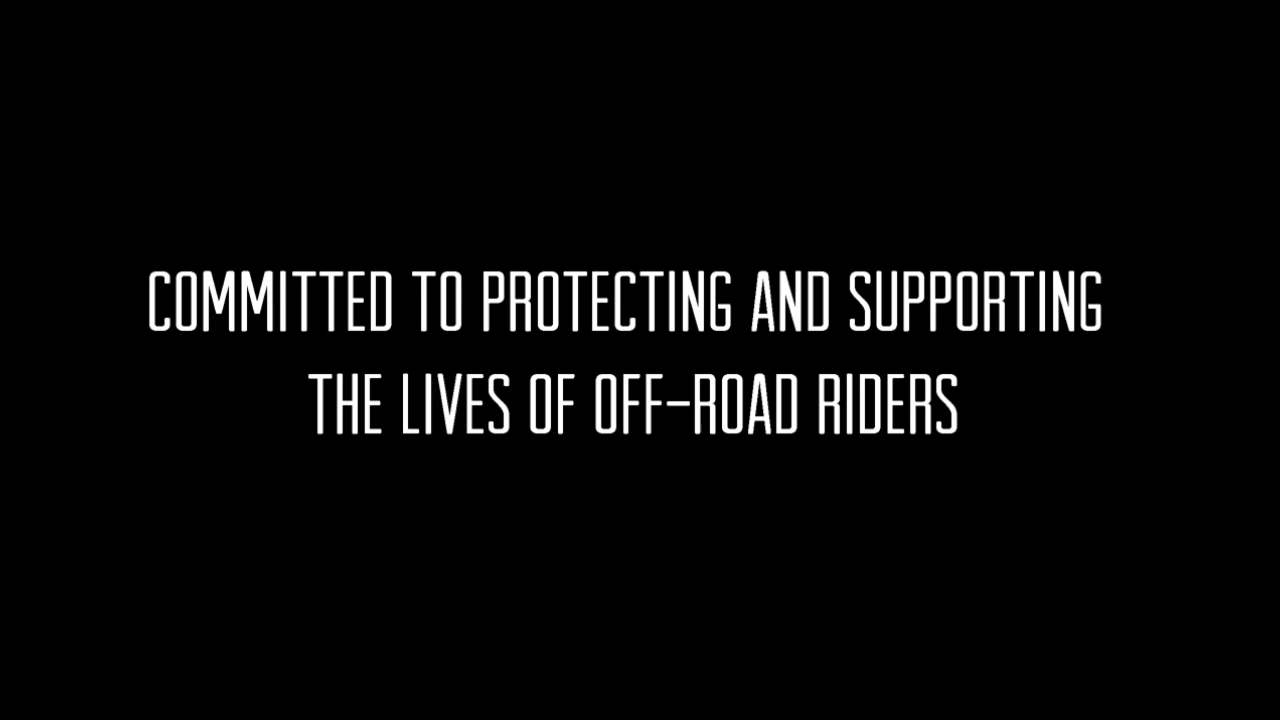 COMMITTED TO PROTECTING AND SUPPORTING
THE LIVES OF OFF-ROAD RIDERS